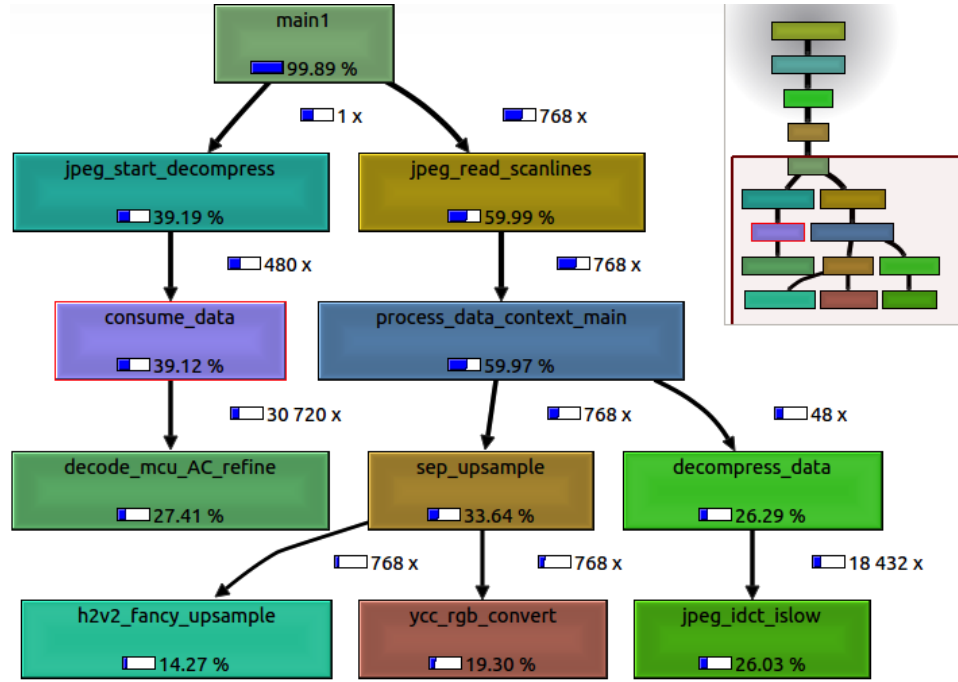 main1
99.89 %
1 x
768 x
jpeg_start_decompress
39.19 %
jpeg_read_scanlines
59.99 %
480 x
768 x
consume_data
39.12 %
process_data_context_main
59.97 %
30 720 x
768 x
48 x
decode_mcu_AC_refine
27.41 %
sep_upsample
33.64 %
decompress_data
26.29 %
768 x
768 x
18 432 x
h2v2_fancy_upsample
14.27 %
ycc_rgb_convert
19.30 %
jpeg_idct_islow
26.03 %